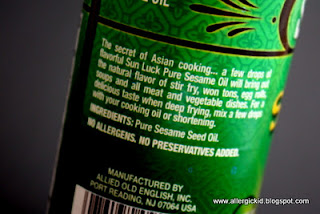 E OIL
The secret of Asian cooking... a few drops of
flavorful Sun Luck Pure Sesame Oil will bring out
the natural flavor of stir fry, won tons, egg rolls,
soups and all meat and vegetable dishes. For a
delicious taste when deep frying, mix a few drops
with your cooking oil or shortening.
INGREDIENTS: Pure Sesame Seed Oil.
NO ALLERGENS. NO PRESERVATIVES ADDED.
MANUFACTURED BY
ALLIED OLD ENGLISH, INC.
PORT READING, NJ 07064 USA
www.allergickid.blogspot.com